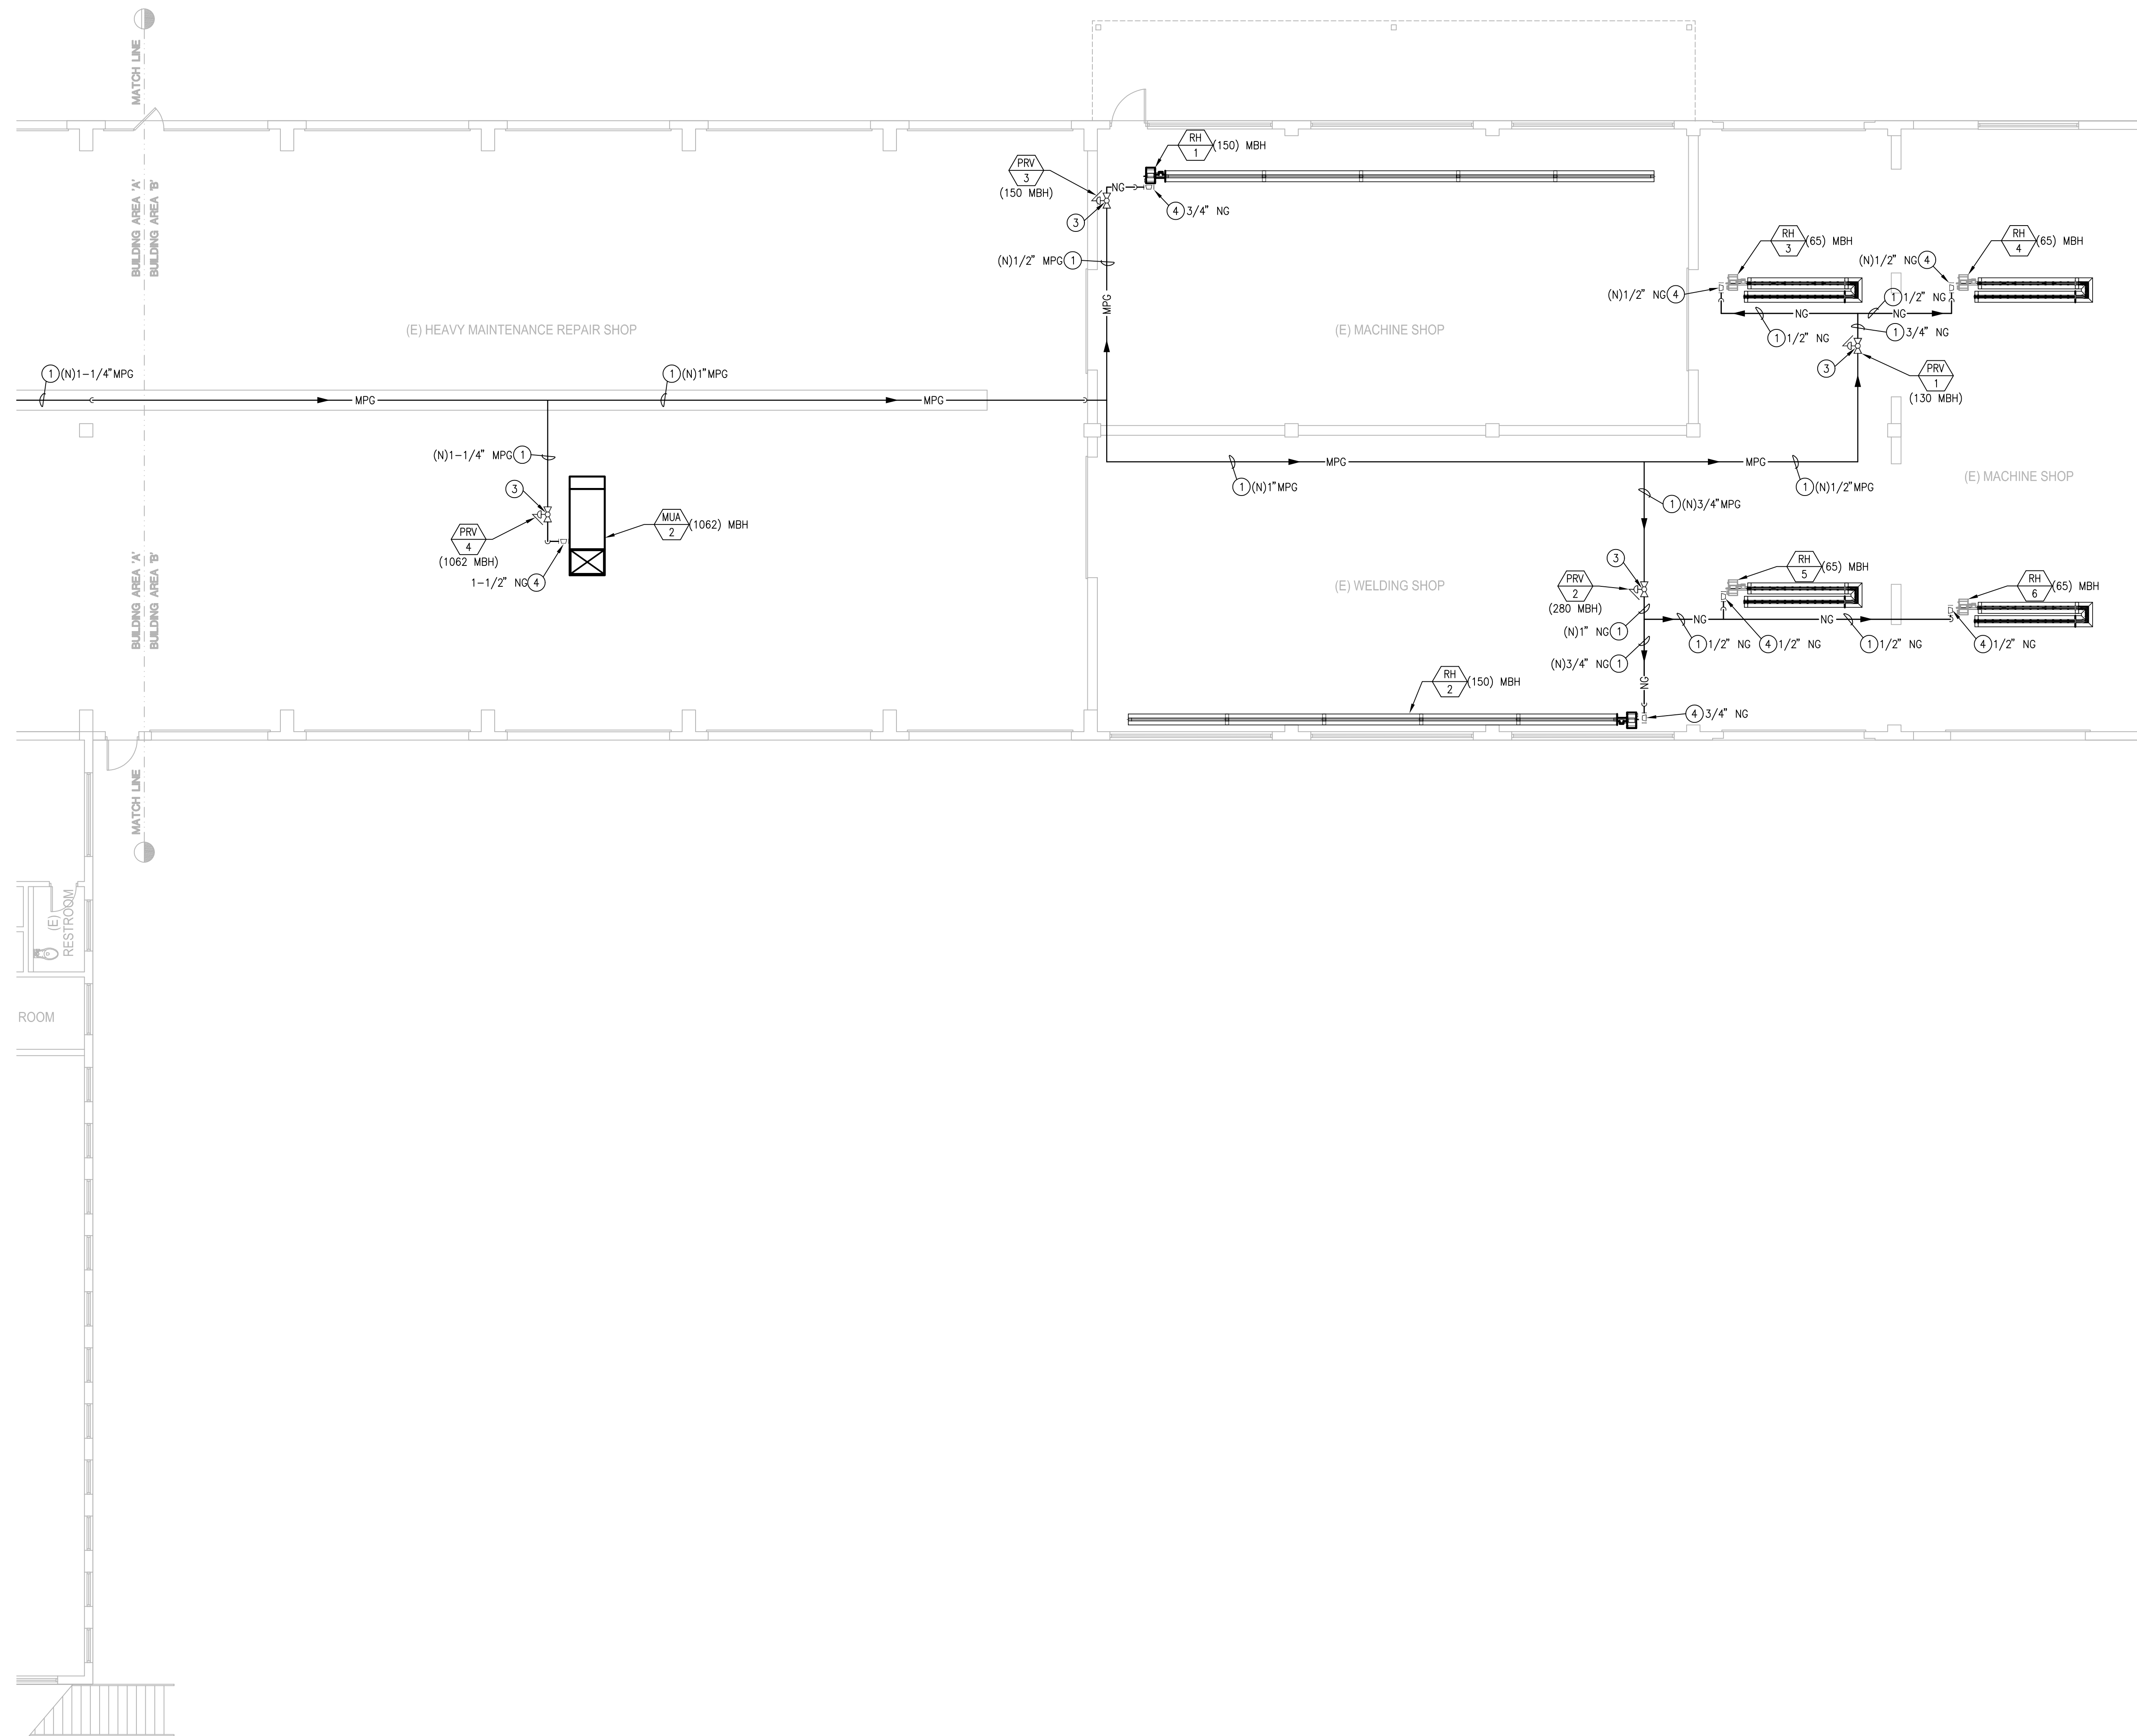 MATCH LINE
BUILDING AREA 'A'
BUILDING AREA 'B'
RH
1
(150) MBH
PRV
3
(150 MBH)
NG
4 3/4" NG
3
(N)1/2" MPG 1
MPG
(E) HEAVY MAINTENANCE REPAIR SHOP
(E) MACHINE SHOP
RH
3
(65) MBH
RH
4
(65) MBH
(N)1/2" NG 4
(N)1/2" NG 4
1 1/2" NG
NG
NG
1 1/2" NG
1 3/4" NG
3
PRV
1
(130 MBH)
1 (N)1-1/4"MPG
1 (N)1"MPG
MPG
MPG
(N)1-1/4" MPG 1
3
PRV
4
(1062 MBH)
MUA
2
(1062) MBH
1-1/2" NG 4
MPG
MPG
1 (N)1"MPG
1 (N)1/2"MPG
(E) MACHINE SHOP
1 (N)3/4"MPG
BUILDING AREA 'A'
BUILDING AREA 'B'
(E) WELDING SHOP
3
PRV
2
(280 MBH)
(N)1" NG 1
RH
5
(65) MBH
RH
6
(65) MBH
NG
NG
1 1/2" NG
4 1/2" NG
1 1/2" NG
4 1/2" NG
(N)3/4" NG 1
NG
RH
2
(150) MBH
4 3/4" NG
MATCH LINE
(E)
RESTROOM
ROOM